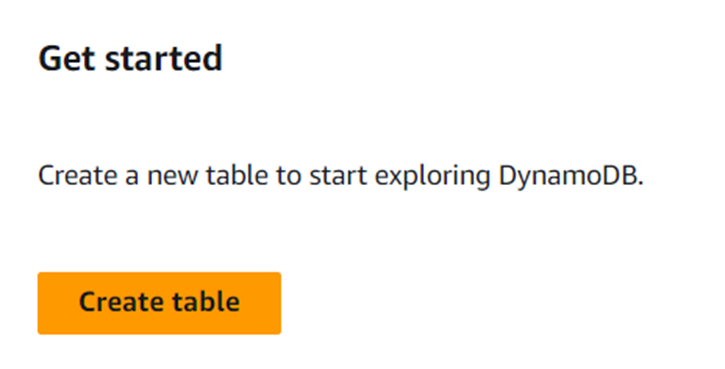 Get started
Create a new table to start exploring DynamoDB.
Create table